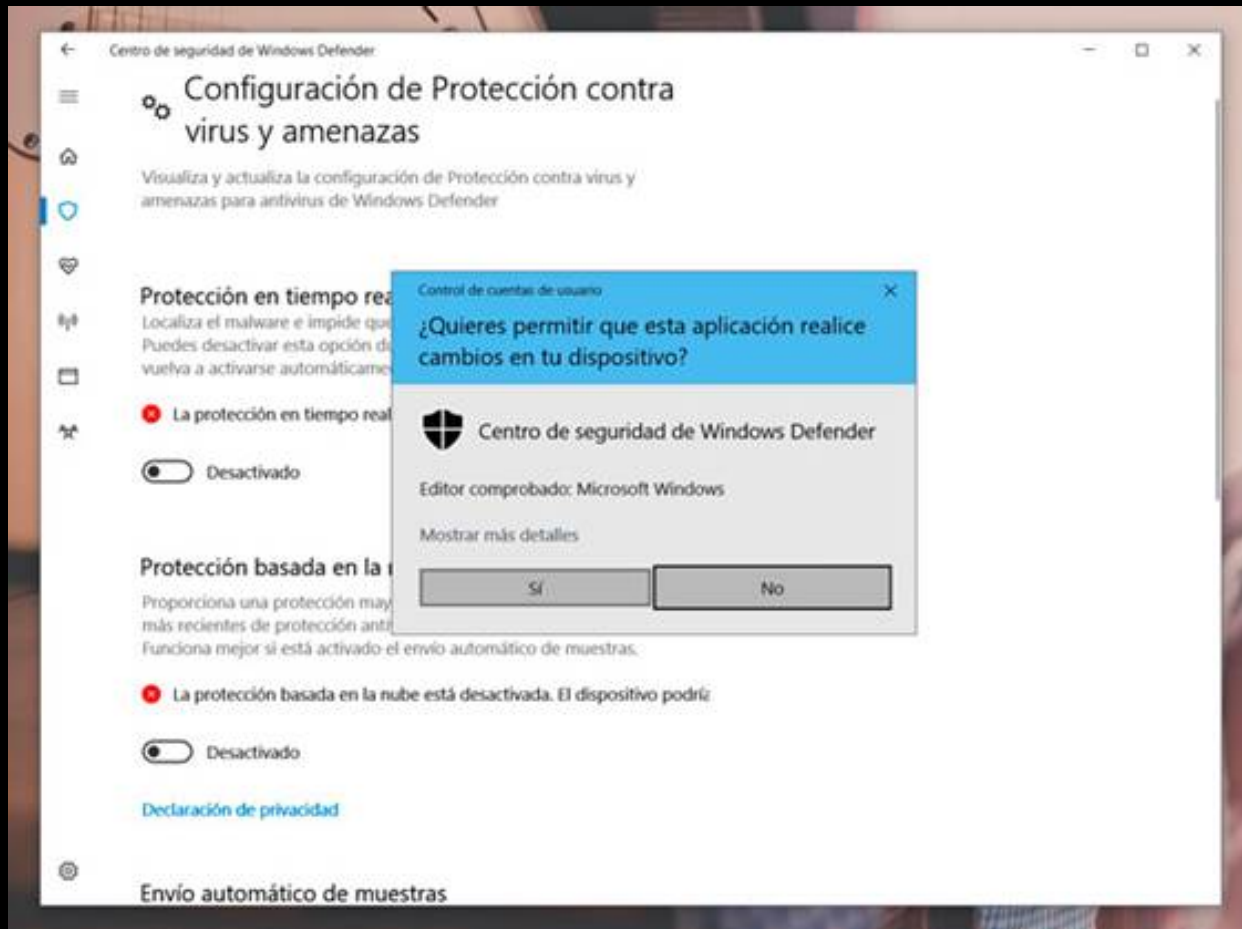 Centro de seguridad de Windows Defender
Configuración de Protección contra
virus y amenazas
Visualiza y actualiza la configuración de Protección contra virus y
amenazas para antivirus de Windows Defender
Protección en tiempo rea
Localiza el malware e impide que
Puedes desactivar esta opción du
vuelva a activarse automáticame
La protección en tiempo real
Desactivado
Control de cuentas de usuario
¿Quieres permitir que esta aplicación realice
cambios en tu dispositivo?
Centro de seguridad de Windows Defender
Editor comprobado: Microsoft Windows
Mostrar más detalles
Sí
No
Protección basada en la
Proporciona una protección may
más recientes de protección anti
Funciona mejor si está activado el envío automático de muestras.
La protección basada en la nube está desactivada. El dispositivo podría
Desactivado
Declaración de privacidad
Envío automático de muestras